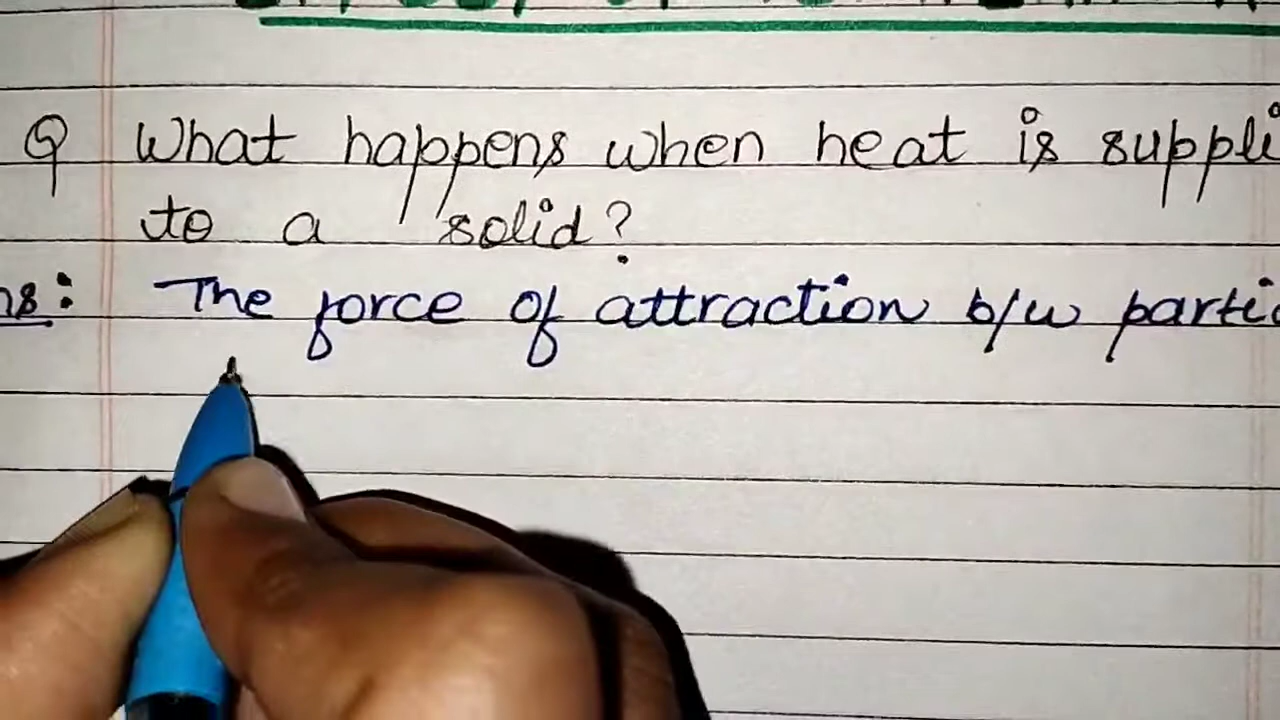 Q What happens when heat is suppli
to a solid?
ns: The force of attraction b/w parti